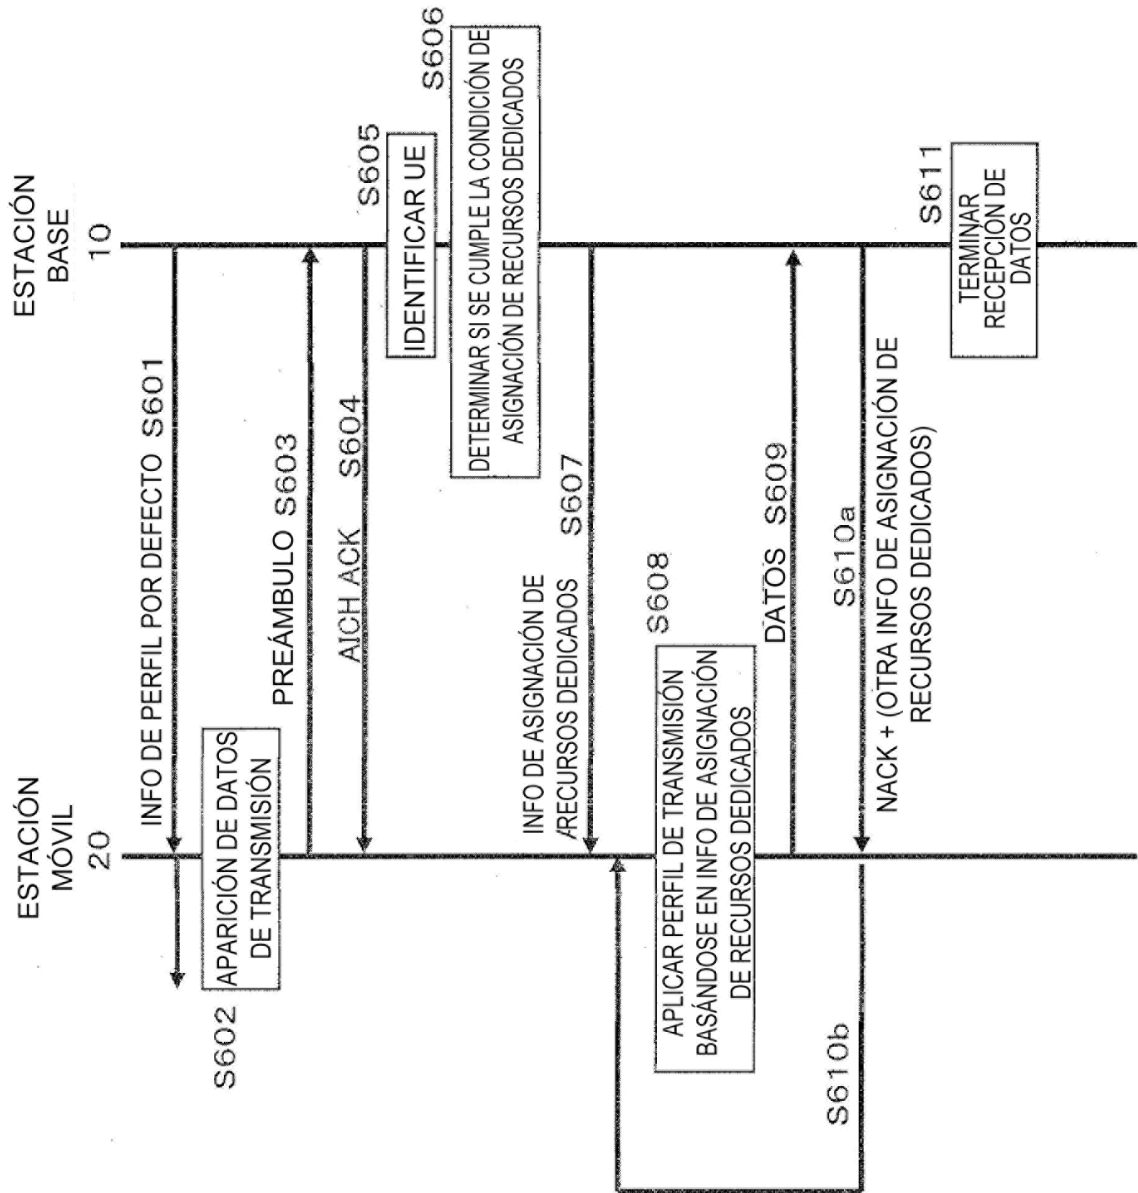 ESTACIÓN
MÓVIL
20
ESTACIÓN
BASE
10
INFO DE PERFIL POR DEFECTO S601
S602
APARICIÓN DE DATOS
DE TRANSMISIÓN
PREÁMBULO S603
AICH ACK S604
S605
IDENTIFICAR UE
S606
DETERMINAR SI SE CUMPLE LA CONDICIÓN DE
ASIGNACIÓN DE RECURSOS DEDICADOS
INFO DE ASIGNACIÓN DE
RECURSOS DEDICADOS
S607
S608
APLICAR PERFIL DE TRANSMISIÓN
BASÁNDOSE EN INFO DE ASIGNACIÓN
DE RECURSOS DEDICADOS
DATOS S609
S610a
NACK + (OTRA INFO DE ASIGNACIÓN DE
RECURSOS DEDICADOS)
S610b
S611
TERMINAR
RECEPCIÓN DE
DATOS